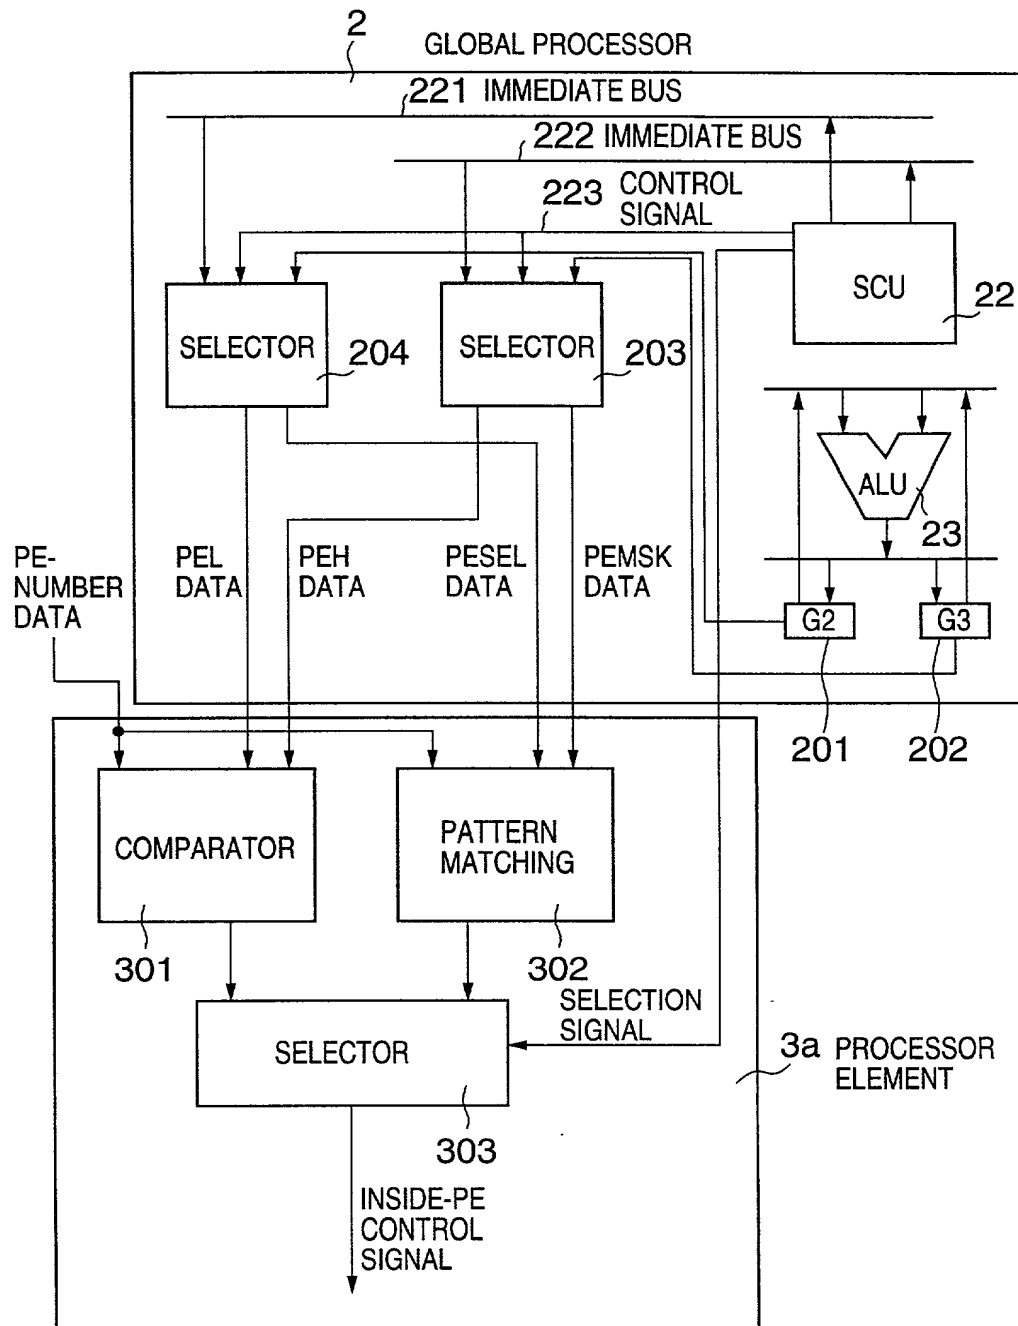 2
GLOBAL PROCESSOR
221 IMMEDIATE BUS
222 IMMEDIATE BUS
223
CONTROL
SIGNAL
SCU
22
SELECTOR
204
SELECTOR
203
ALU
23
PE-
NUMBER
DATA
PEL
DATA
PEH
DATA
PESEL
DATA
PEMSK
DATA
G2
G3
201
202
COMPARATOR
301
PATTERN
MATCHING
302
SELECTION
SIGNAL
SELECTOR
303
3a PROCESSOR
ELEMENT
INSIDE-PE
CONTROL
SIGNAL